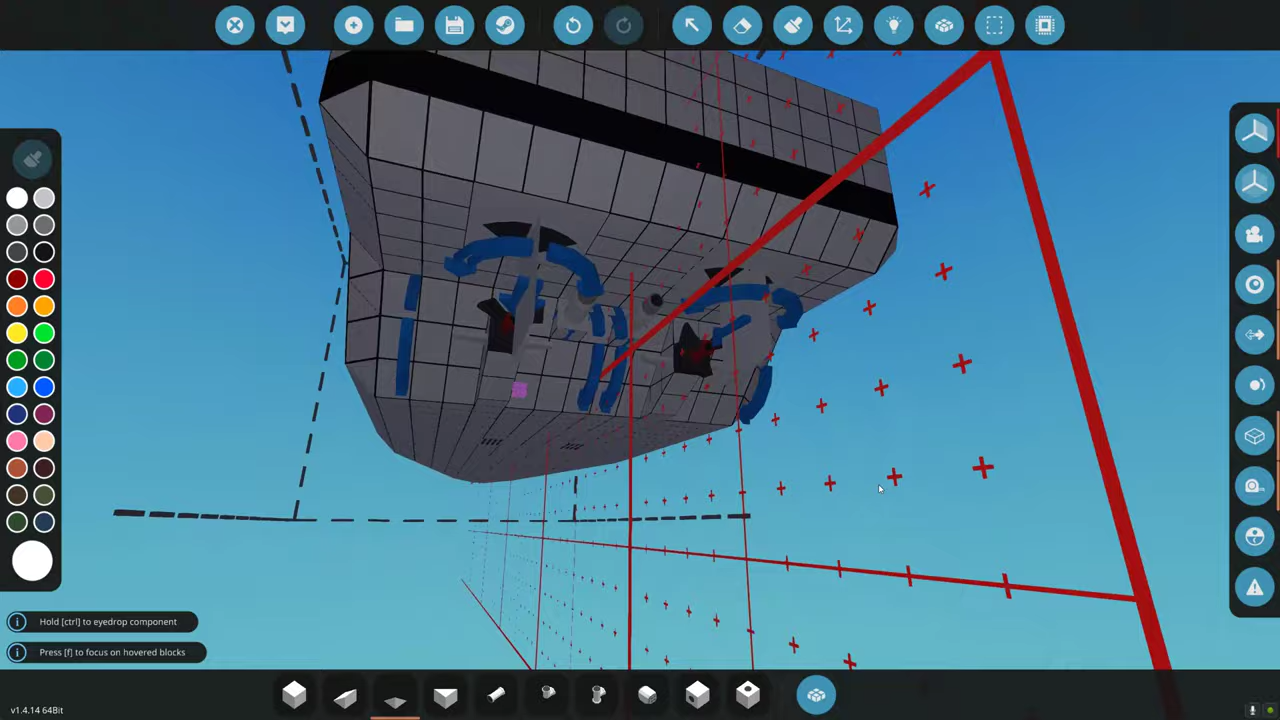 Hold [ctrl] to eyedrop component
Press [f] to focus on hovered blocks
v1.4.14 64Bit